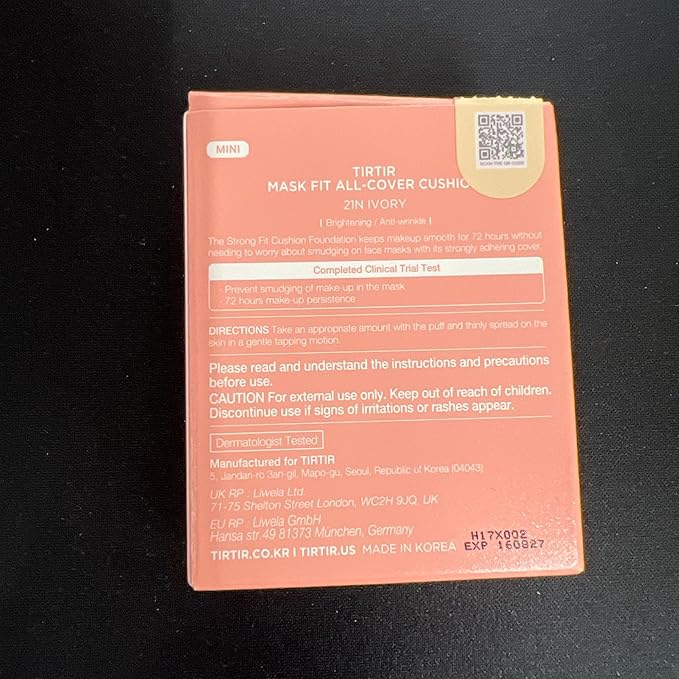 MINI
TIRTIR
MASK FIT ALL-COVER CUSHIO
21N IVORY
| Brightening / Anti-wrinkle |
The Strong Fit Cushion Foundation keeps makeup smooth for 72 hours without
needing to worry about smudging on face masks with its strongly adhering cover.
Completed Clinical Trial Test
- Prevent smudging of make-up in the mask
- 72 hours make-up persistence
DIRECTIONS Take an appropriate amount with the puff and thinly spread on the
skin in a gentle tapping motion.
Please read and understand the instructions and precautions
before use.
CAUTION For external use only. Keep out of reach of children.
Discontinue use if signs of irritations or rashes appear.
Dermatologist Tested
Manufactured for TIRTIR
5, Jandari-ro 3an-gil, Mapo-gu, Seoul, Republic of Korea (04043)
UK RP : Liwela Ltd.
71-75 Shelton Street London, WC2H 9JQ, UK
EU RP : Liwela GmbH
Hansa str.49 81373 München, Germany
TIRTIR.CO.KR I TIRTIR.US MADE IN KOREA
H17X002
EXP 160827
SCAN THE QR CODE